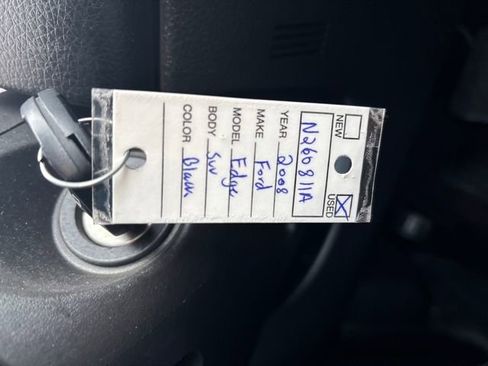 NEW USED
N260811A
YEAR 2008
MAKE Ford
MODEL Edge
BODY SUV
COLOR Black